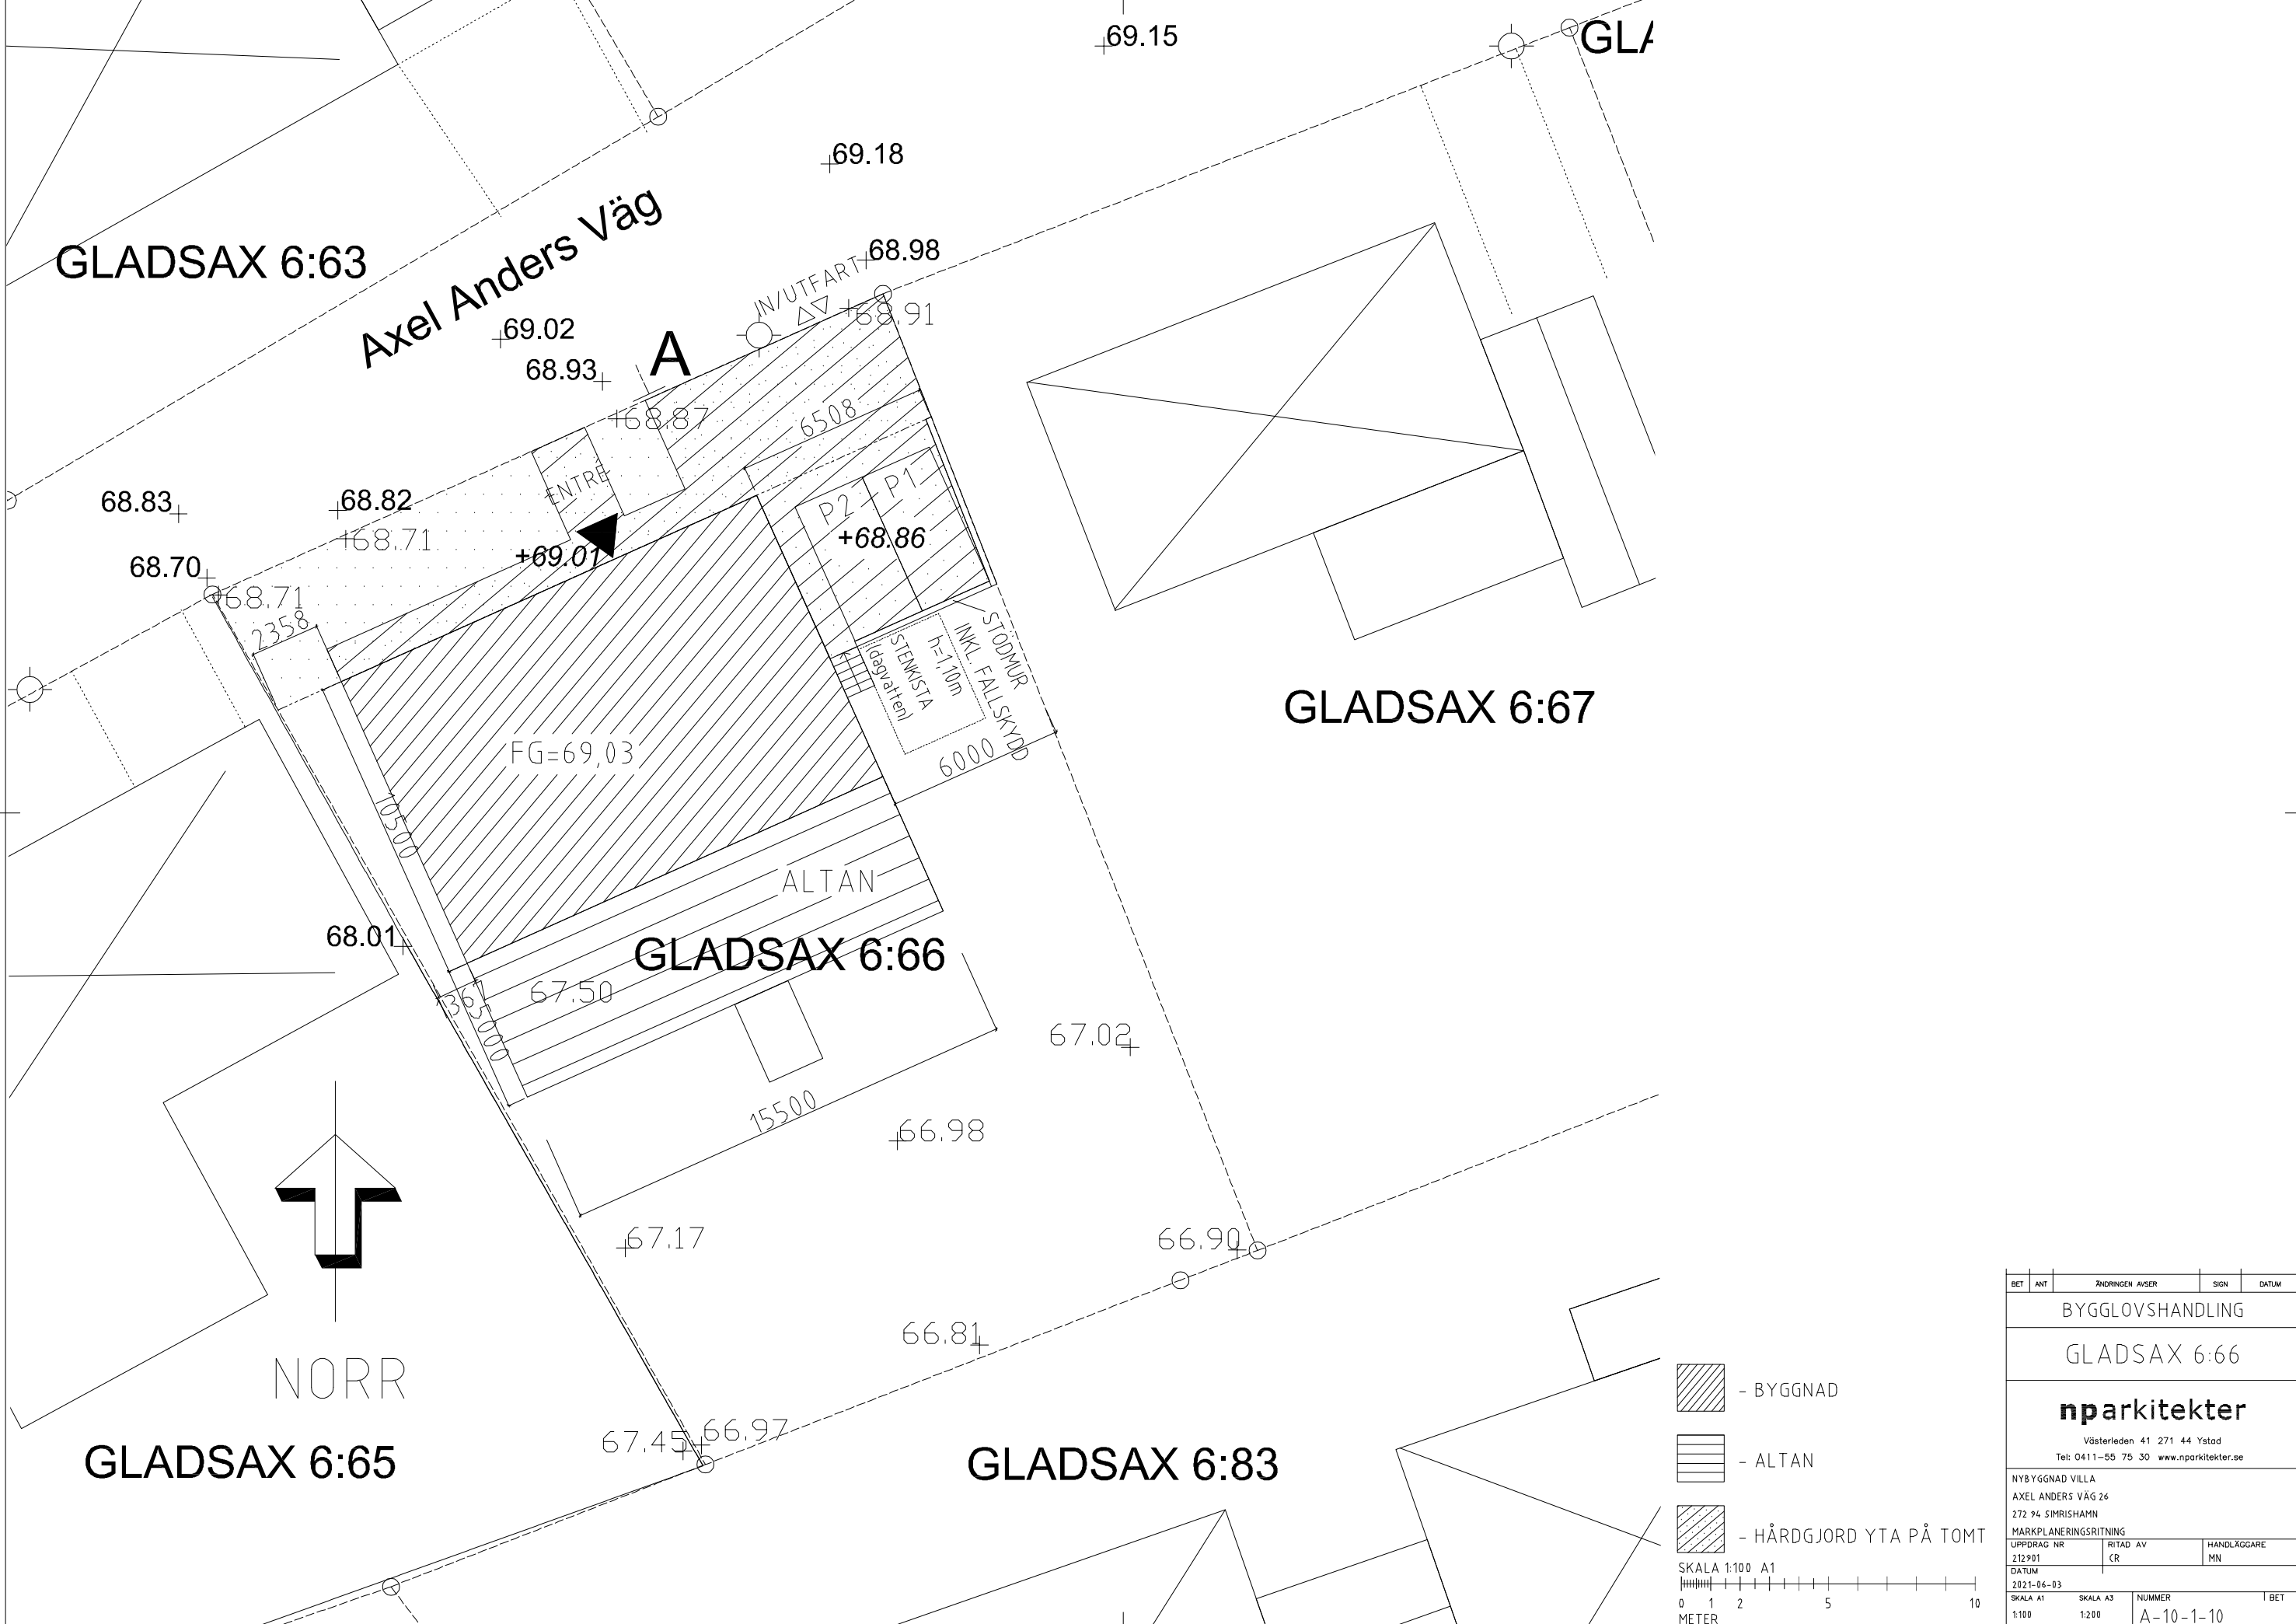 69.15
GLA
69.18
Axel Anders Väg
GLADSAX 6:63
68.98
IN/UTFART
68.91
69.02
A
68.93
68.87
6508
ENTRÉ
P1
P2
68.83
68.82
68.71
+69.01
+68.86
68.70
68.71
2358
STÖDMUR
INKL. FALLSKYDD
h=1,10m
STENKISTA
(dagvatten)
GLADSAX 6:67
FG=69,03
6000
10500
ALTAN
68.01
GLADSAX 6:66
67.50
1367
5000
67.02
15500
66.98
67.17
66.90
66.81
NORR
67.45
66.97
GLADSAX 6:65
GLADSAX 6:83
- BYGGNAD
- ALTAN
- HÅRDGJORD YTA PÅ TOMT
SKALA 1:100 A1
0 1 2 5 10
METER
BET ANT ÄNDRINGEN AVSER SIGN DATUM
BYGGLOVSHANDLING
GLADSAX 6:66
nparkitekter
Västerleden 41 271 44 Ystad
Tel: 0411-55 75 30 www.nparkitekter.se
NYBYGGNAD VILLA
AXEL ANDERS VÄG 26
272 94 SIMRISHAMN
MARKPLANERINGSRITNING
UPPDRAG NR RITAD AV HANDLÄGGARE
212901 CR MN
DATUM
2021-06-03
SKALA A1 SKALA A3 NUMMER BET
1:100 1:200 A-10-1-10